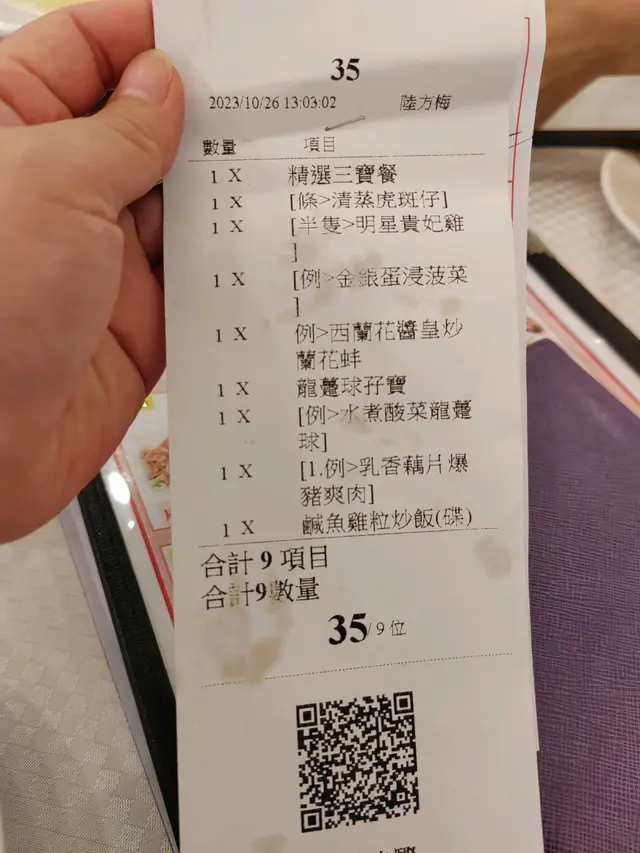 35
2023/10/26 13:03:02 陸方梅
數量 項目
1 X 精選三寶餐
1 X [條>清蒸虎斑仔]
1 X [半隻>明星貴妃雞
]
1 X [例>金銀蛋浸菠菜
]
1 X 例>西蘭花醬皇炒
蘭花蚌
1 X 龍躉球孖寶
1 X [例>水煮酸菜龍躉
球]
1 X [1.例>乳香藕片爆
豬爽肉]
1 X 鹹魚雞粒炒飯(碟)
合計 9 項目
合計9數量
35/9 位